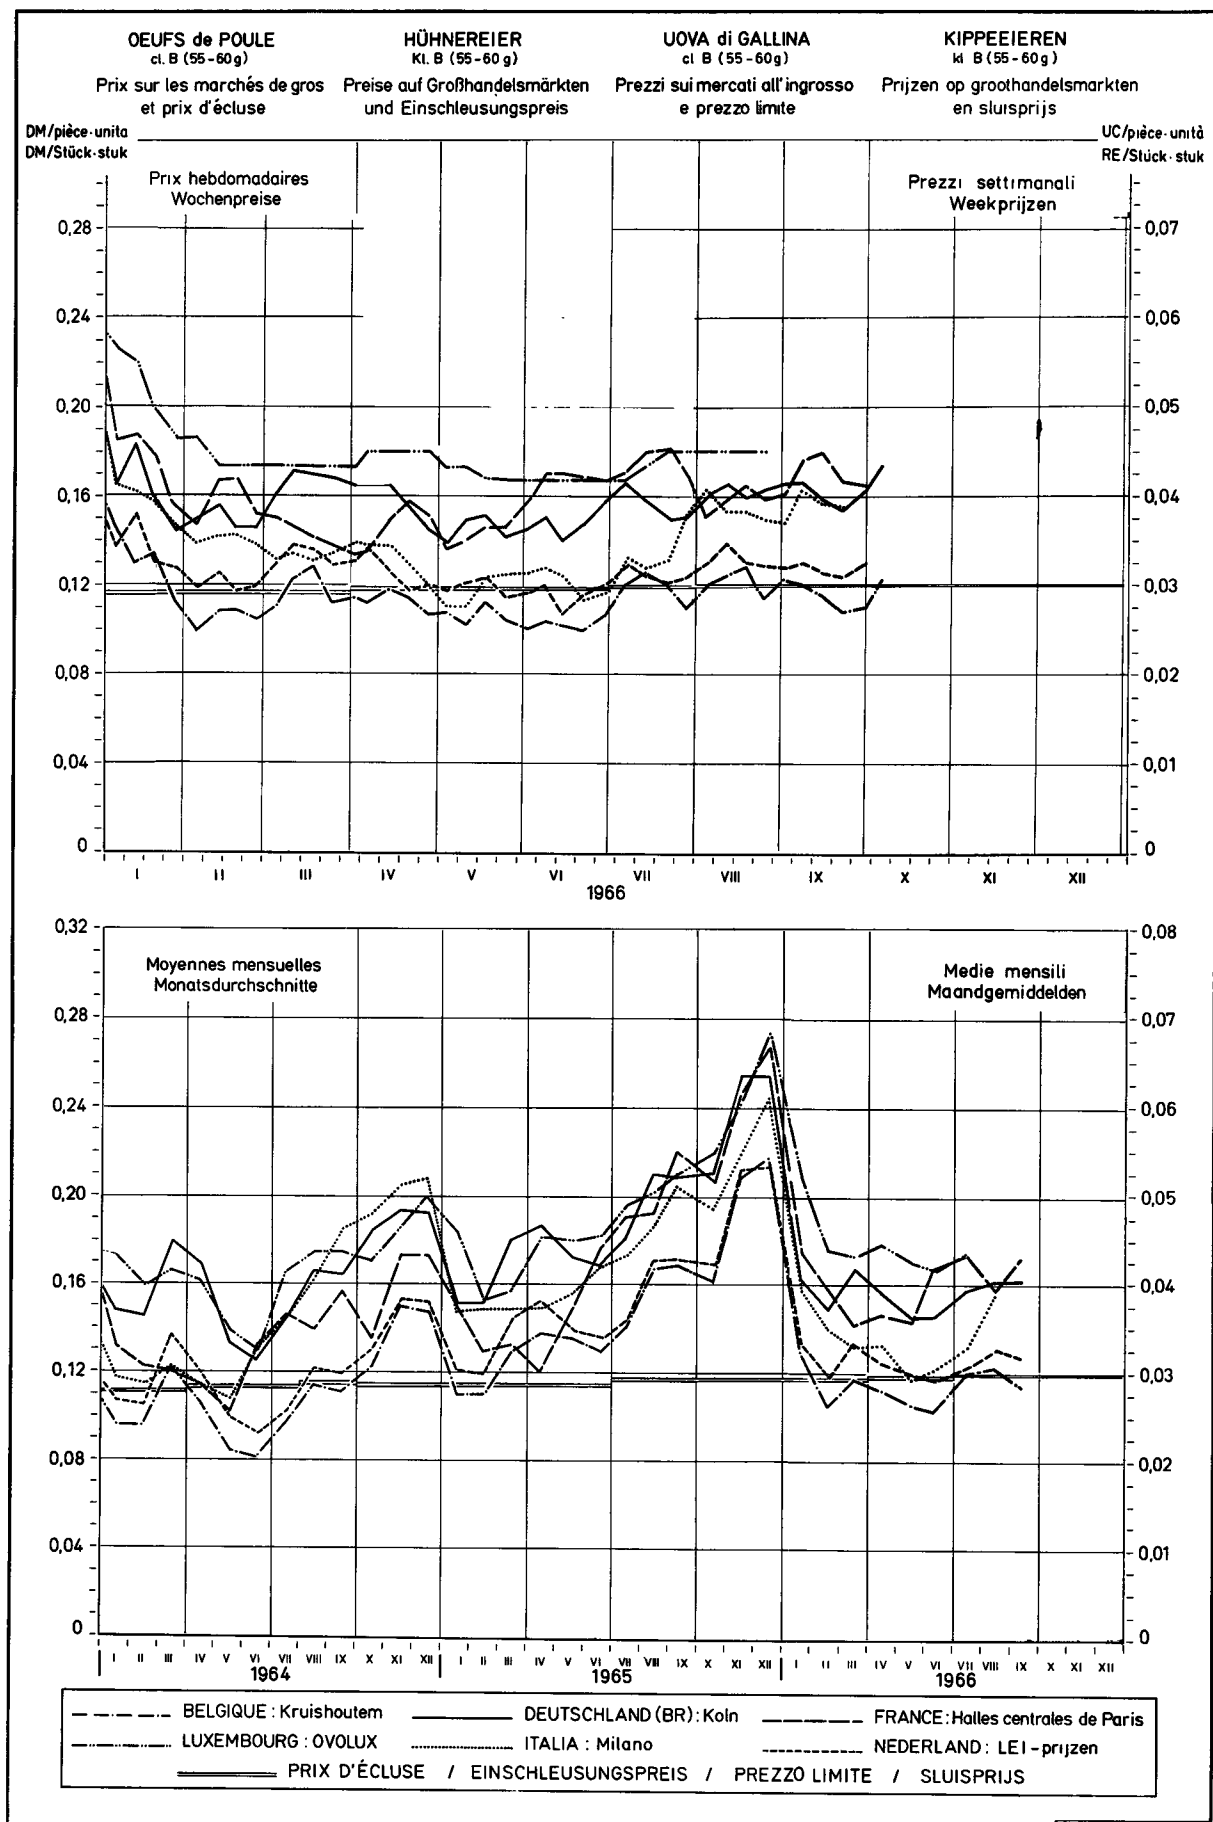 OEUFS de POULE
cl. B (55-60g)
Prix sur les marchés de gros
et prix d'écluse
HÜHNEREIER
Kl. B (55-60g)
Preise auf Großhandelsmärkten
und Einschleusungspreis
UOVA di GALLINA
cl B (55-60g)
Prezzi sui mercati all'ingrosso
e prezzo limite
KIPPEEIEREN
kl B (55-60g)
Prijzen op groothandelsmarkten
en sluisprijs
DM/pièce-unita
DM/Stück-stuk
UC/pièce-unità
RE/Stück-stuk
Prix hebdomadaires
Wochenpreise
Prezzi settimanali
Weekprijzen
0,28
0,24
0,20
0,16
0,12
0,08
0,04
0
0,07
0,06
0,05
0,04
0,03
0,02
0,01
0
I II III IV V VI VII VIII IX X XI XII
1966
0,32
0,28
0,24
0,20
0,16
0,12
0,08
0,04
0
Moyennes mensuelles
Monatsdurchschnitte
Medie mensili
Maandgemiddelden
0,08
0,07
0,06
0,05
0,04
0,03
0,02
0,01
0
I II III IV V VI VII VIII IX X XI XII I II III IV V VI VII VIII IX X XI XII I II III IV V VI VII VIII IX X XI XII
1964 1965 1966
BELGIQUE : Kruishoutem DEUTSCHLAND (BR) : Koln FRANCE : Halles centrales de Paris
LUXEMBOURG : OVOLUX ITALIA : Milano NEDERLAND : LEI-prijzen
PRIX D'ÉCLUSE / EINSCHLEUSUNGSPREIS / PREZZO LIMITE / SLUISPRIJS